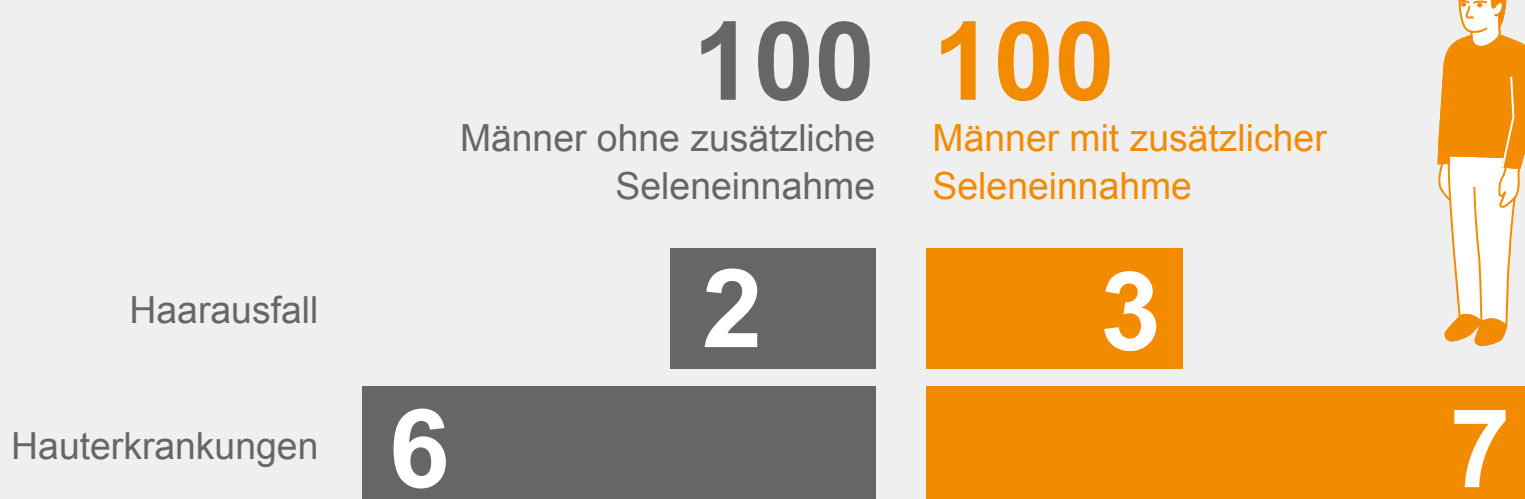 100 100
Männer ohne zusätzliche Männer mit zusätzlicher
Seleneinnahme Seleneinnahme
Haarausfall 2 3
Hauterkrankungen 6 7